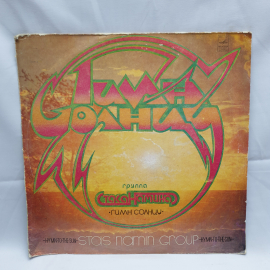 ГИМН
СОЛНЦУ
группа
СТАСА НАМИНА
«ГИМН СОЛНЦУ»
STAS NAMIN GROUP